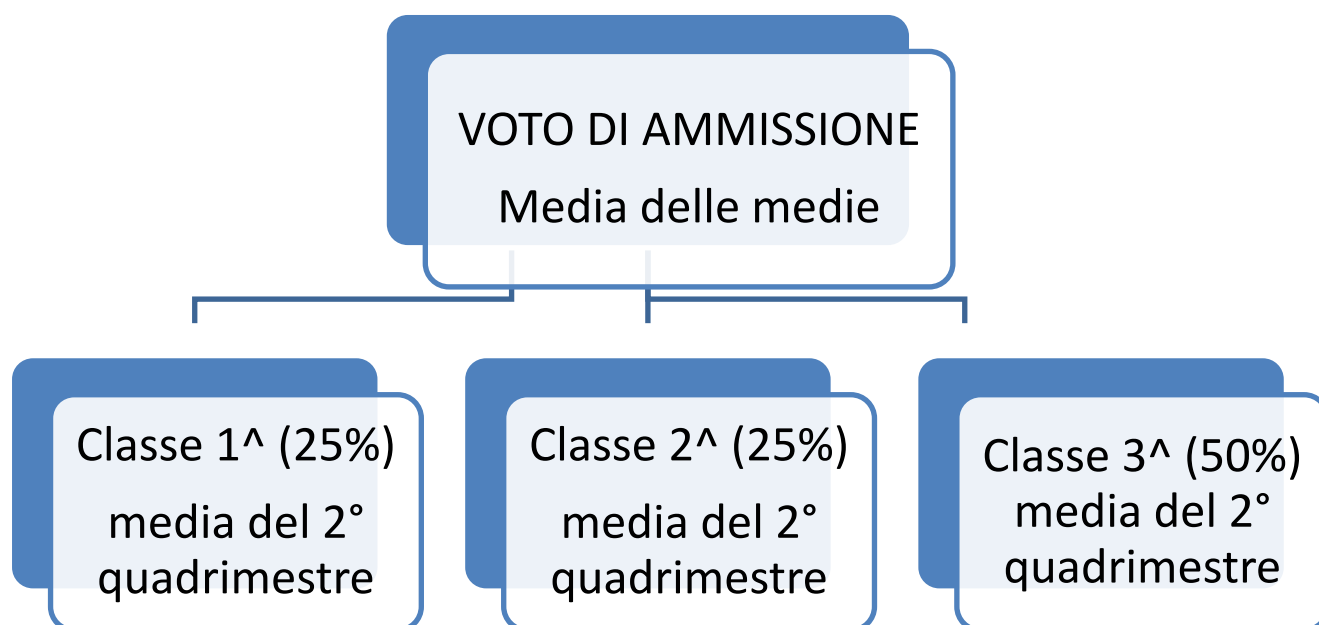 VOTO DI AMMISSIONE
Media delle medie
Classe 1^ (25%)
media del 2°
quadrimestre
Classe 2^ (25%)
media del 2°
quadrimestre
Classe 3^ (50%)
media del 2°
quadrimestre